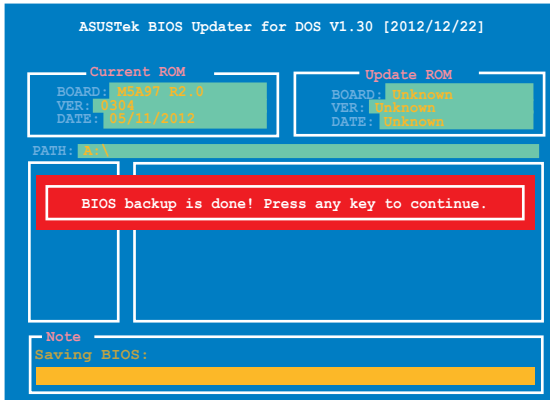 ASUSTek BIOS Updater for DOS V1.30 [2012/12/22]
Current ROM
BOARD: M5A97 R2.0
VER: 0304
DATE: 05/11/2012
Update ROM
BOARD: Unknown
VER: Unknown
DATE: Unknown
PATH: A:\
BIOS backup is done! Press any key to continue.
Note
Saving BIOS: